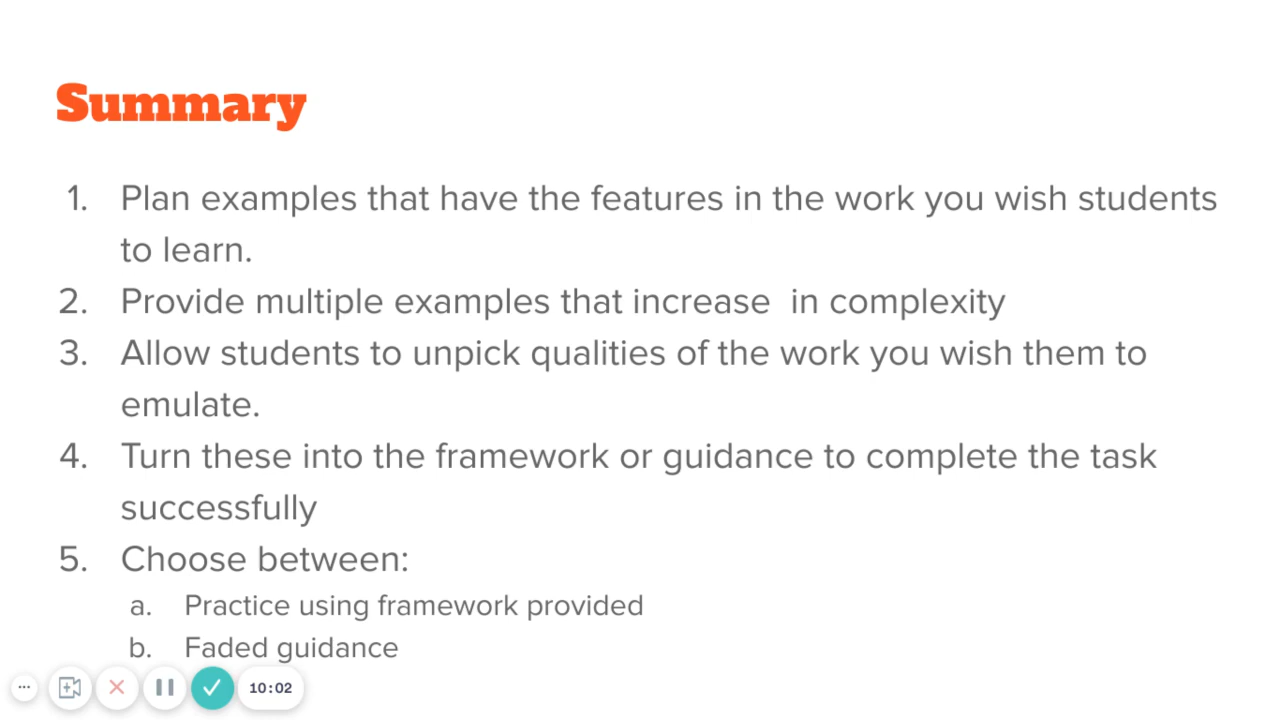 Summary
1. Plan examples that have the features in the work you wish students
to learn.
2. Provide multiple examples that increase  in complexity
3. Allow students to unpick qualities of the work you wish them to
emulate.
4. Turn these into the framework or guidance to complete the task
successfully
5. Choose between:
a. Practice using framework provided
b. Faded guidance
10:02